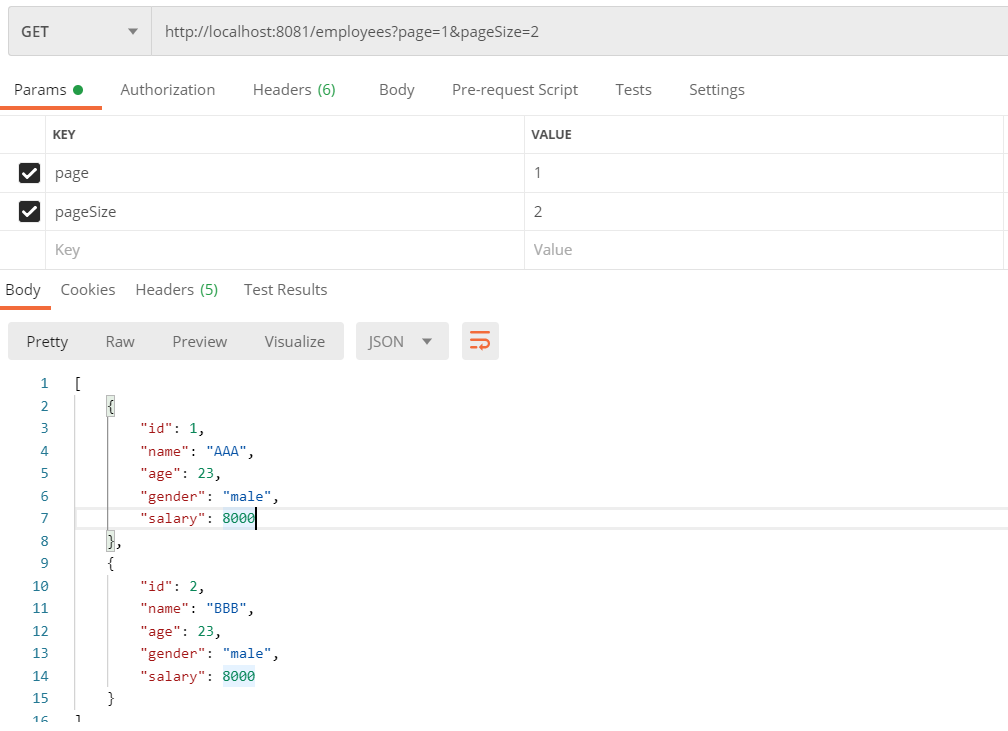 GET http://localhost:8081/employees?page=1&pageSize=2
Params Authorization Headers (6) Body Pre-request Script Tests Settings
KEY VALUE
page 1
pageSize 2
Key Value
Body Cookies Headers (5) Test Results
Pretty Raw Preview Visualize JSON
1 [
2 {
3 "id": 1,
4 "name": "AAA",
5 "age": 23,
6 "gender": "male",
7 "salary": 8000
8 },
9 {
10 "id": 2,
11 "name": "BBB",
12 "age": 23,
13 "gender": "male",
14 "salary": 8000
15 }
16 ]